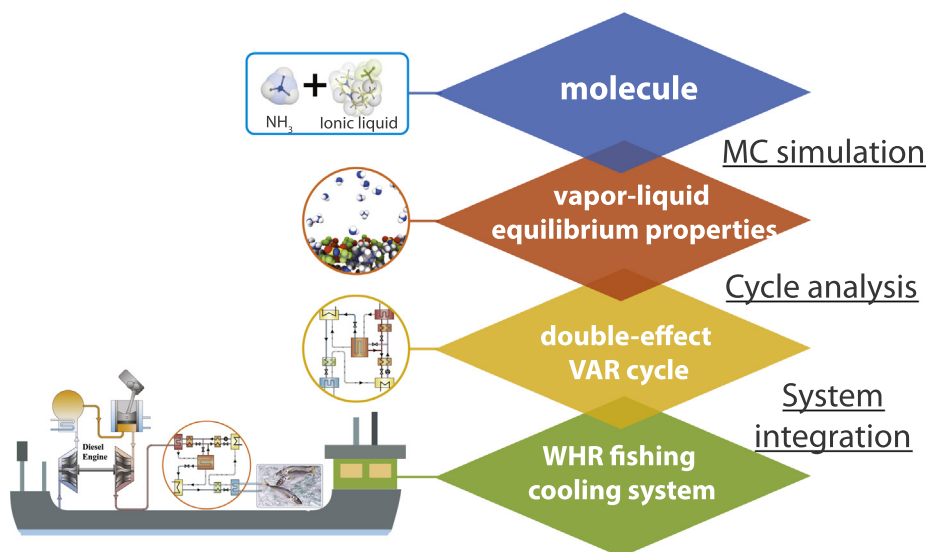 molecule
NH3
Ionic liquid
MC simulation
vapor-liquid
equilibrium properties
Cycle analysis
double-effect
VAR cycle
System
integration
Diesel
Engine
WHR fishing
cooling system